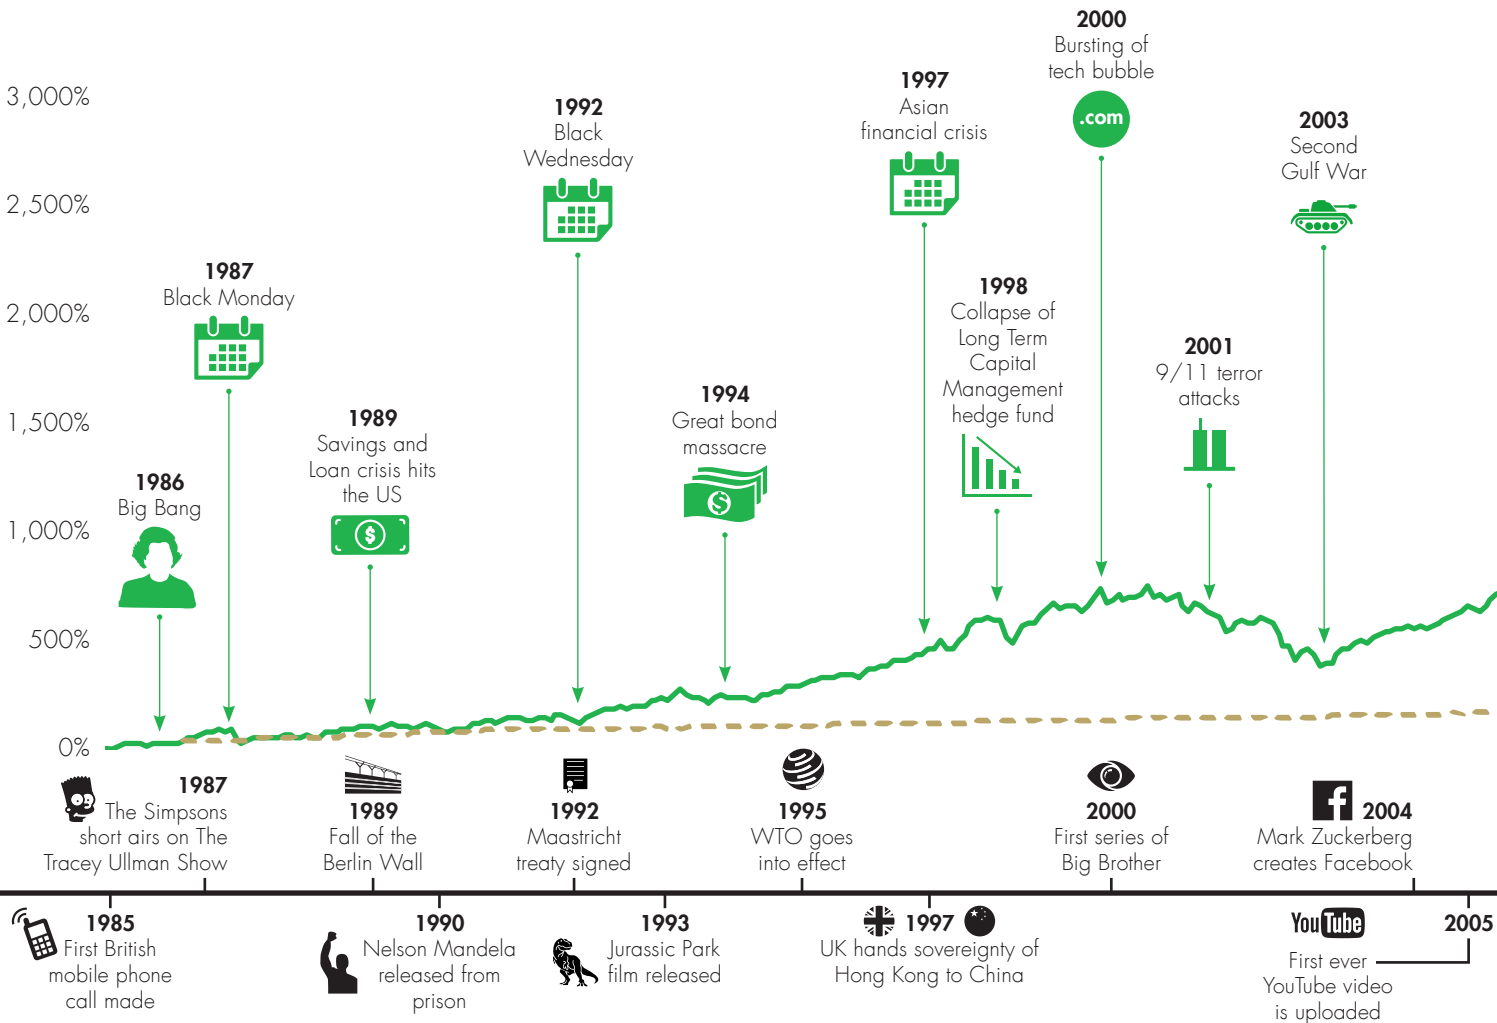 3,000%
2,500%
2,000%
1,500%
1,000%
500%
0%
1986
Big Bang
1987
Black Monday
1989
Savings and
Loan crisis hits
the US
$
1992
Black
Wednesday
1994
Great bond
massacre
$
1997
Asian
financial crisis
1998
Collapse of
Long Term
Capital
Management
hedge fund
2000
Bursting of
tech bubble
.com
2001
9/11 terror
attacks
2003
Second
Gulf War
1987
The Simpsons
short airs on The
Tracey Ullman Show
1989
Fall of the
Berlin Wall
1992
Maastricht
treaty signed
1995
WTO goes
into effect
2000
First series of
Big Brother
f 2004
Mark Zuckerberg
creates Facebook
1985
First British
mobile phone
call made
1990
Nelson Mandela
released from
prison
1993
Jurassic Park
film released
1997
UK hands sovereignty of
Hong Kong to China
YouTube
2005
First ever
YouTube video
is uploaded